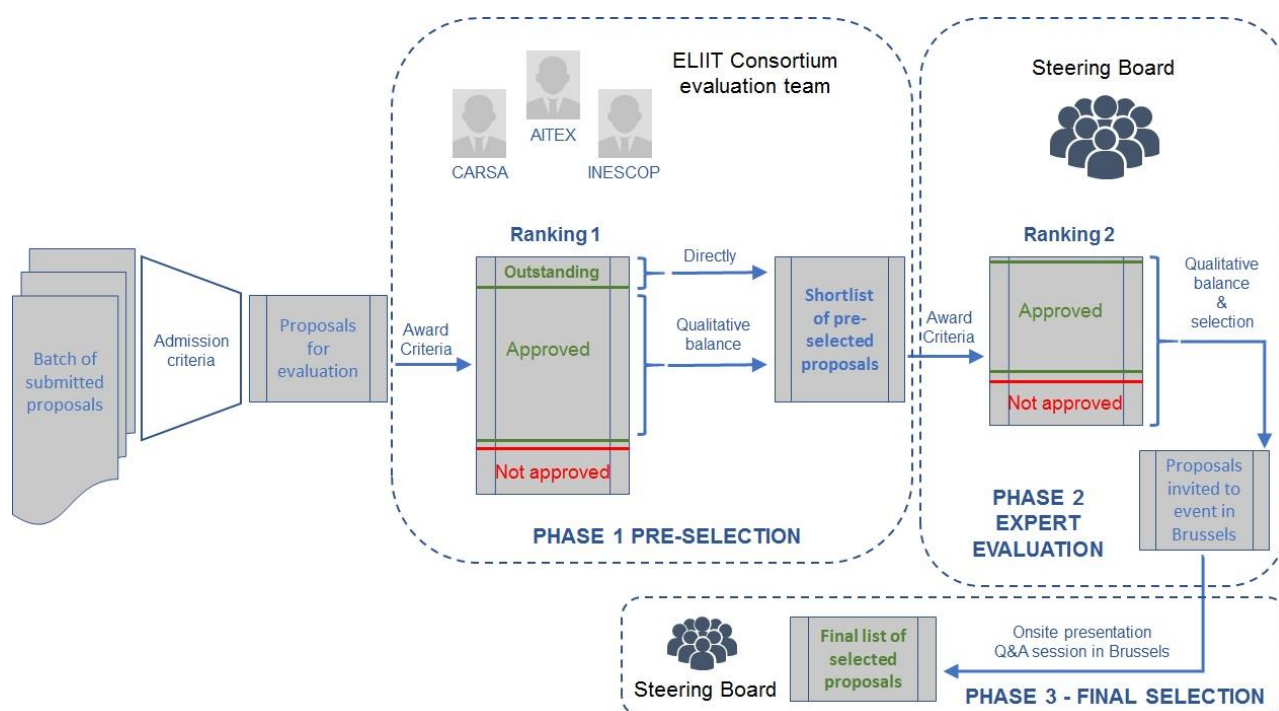 Batch of
submitted
proposals
Admission
criteria
Proposals
for
evaluation
Award
Criteria
ELIIT Consortium
evaluation team
CARSA
AITEX
INESCOP
Ranking 1
Outstanding
Approved
Not approved
Directly
Qualitative
balance
Shortlist
of pre-
selected
proposals
PHASE 1 PRE-SELECTION
Award
Criteria
Steering Board
Ranking 2
Approved
Not approved
Qualitative
balance
&
selection
Proposals
invited to
event in
Brussels
PHASE 2
EXPERT
EVALUATION
Onsite presentation
Q&A session in Brussels
Final list of
selected
proposals
Steering Board
PHASE 3 - FINAL SELECTION